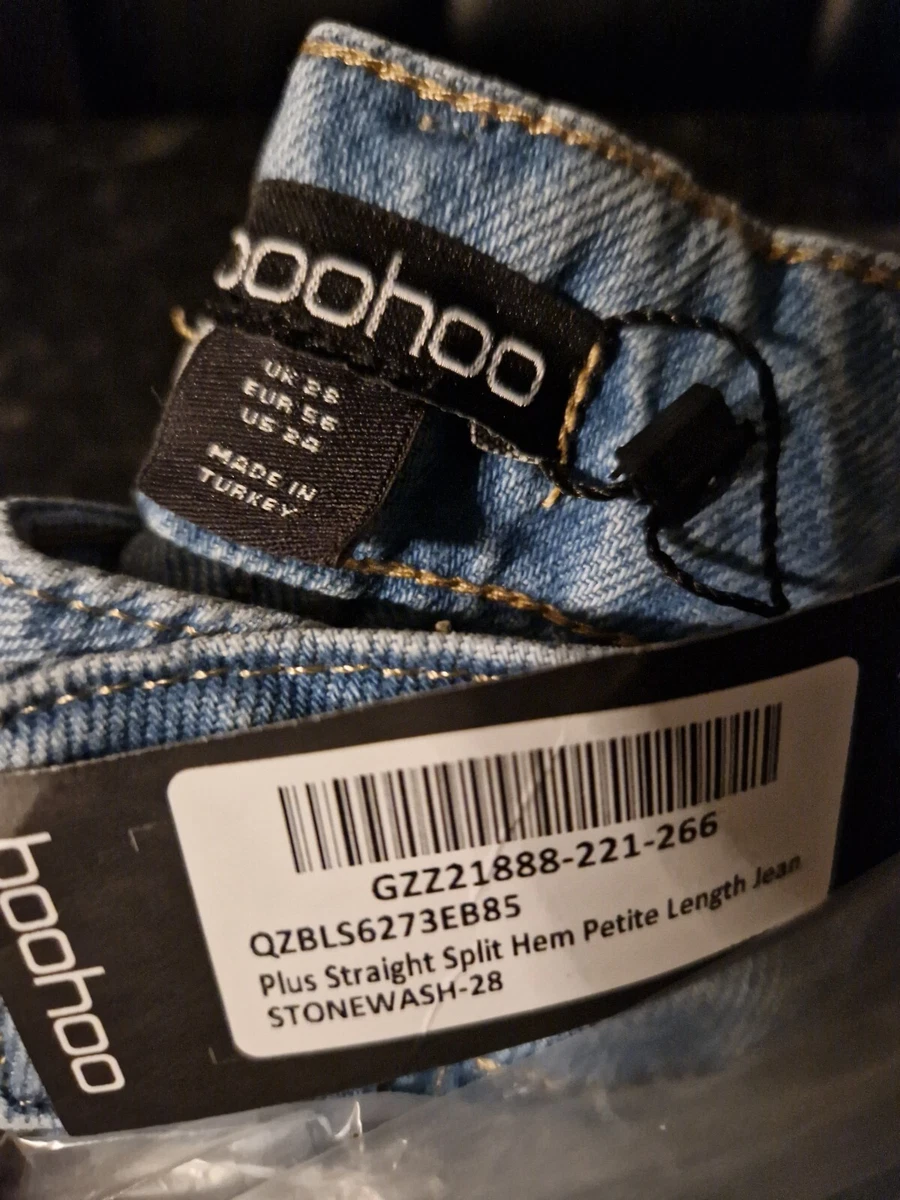 boohoo
UK 28
EUR 56
US 24
MADE IN
TURKEY
GZZ21888-221-266
QZBLS6273EB85
Plus Straight Split Hem Petite Length Jean
STONEWASH-28
boohoo